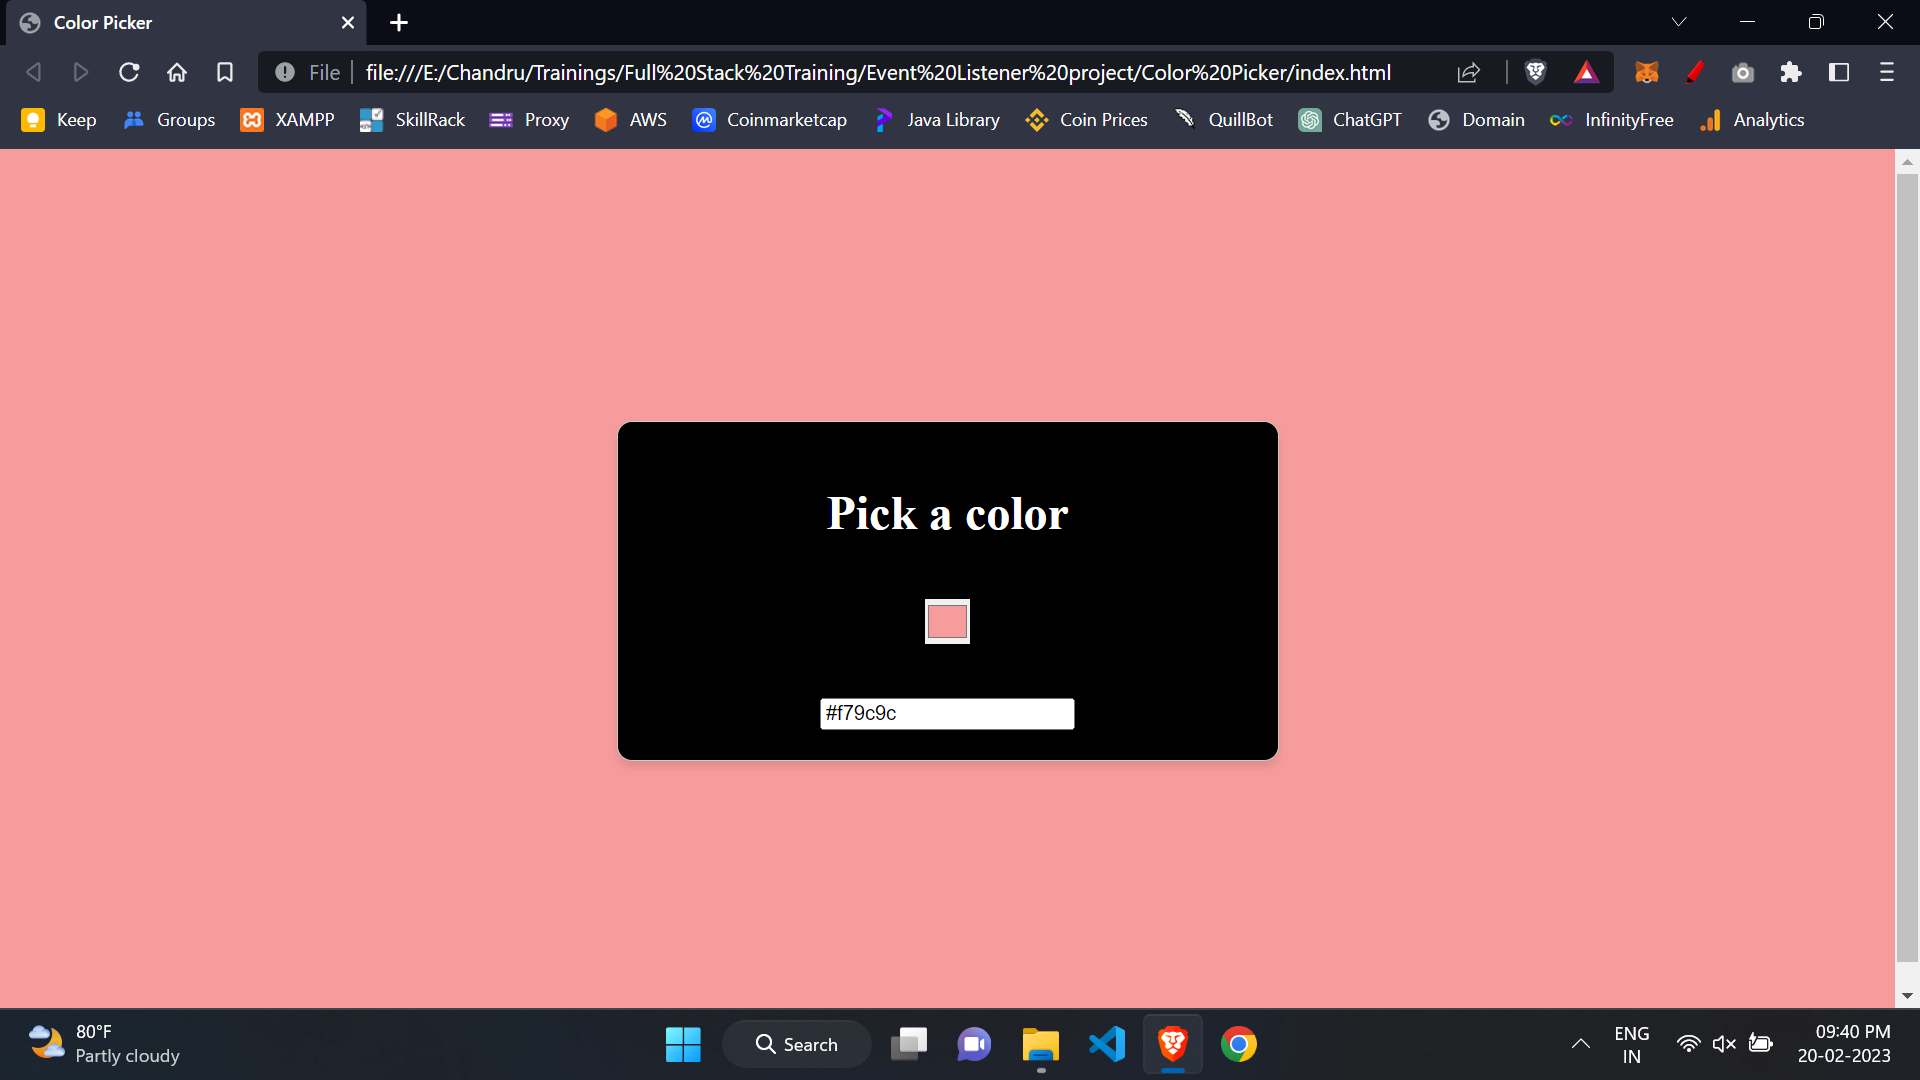 Color Picker
File
file:///E:/Chandru/Trainings/Full%20Stack%20Training/Event%20Listener%20project/Color%20Picker/index.html
Keep Groups XAMPP SkillRack Proxy AWS Coinmarketcap Java Library Coin Prices QuillBot ChatGPT Domain InfinityFree Analytics
Pick a color
#f79c9c
80°F
Partly cloudy
Search
ENG
IN
09:40 PM
20-02-2023